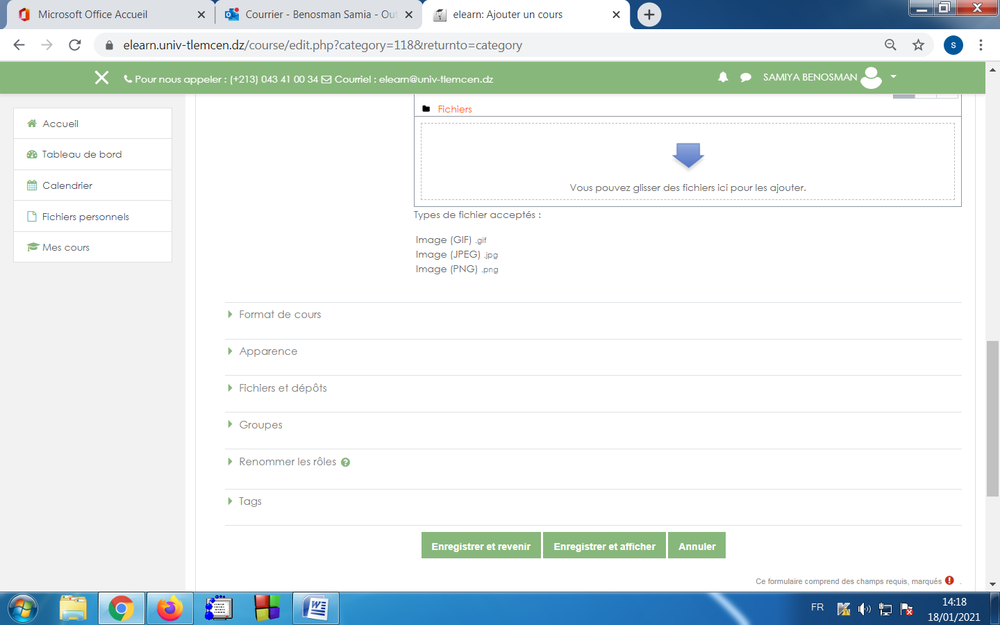 Microsoft Office Accueil
Courrier - Benosman Samia - Out
elearn: Ajouter un cours
elearn.univ-tlemcen.dz/course/edit.php?category=118&returnto=category
s
Pour nous appeler : (+213) 043 41 00 34 Courriel : elearn@univ-tlemcen.dz
SAMIYA BENOSMAN
Accueil
Tableau de bord
Calendrier
Fichiers personnels
Mes cours
Fichiers
Vous pouvez glisser des fichiers ici pour les ajouter.
Types de fichier acceptés :
Image (GIF) .gif
Image (JPEG) .jpg
Image (PNG) .png
Format de cours
Apparence
Fichiers et dépôts
Groupes
Renommer les rôles
Tags
Enregistrer et revenir
Enregistrer et afficher
Annuler
Ce formulaire comprend des champs requis, marqués .
FR
14:18
18/01/2021